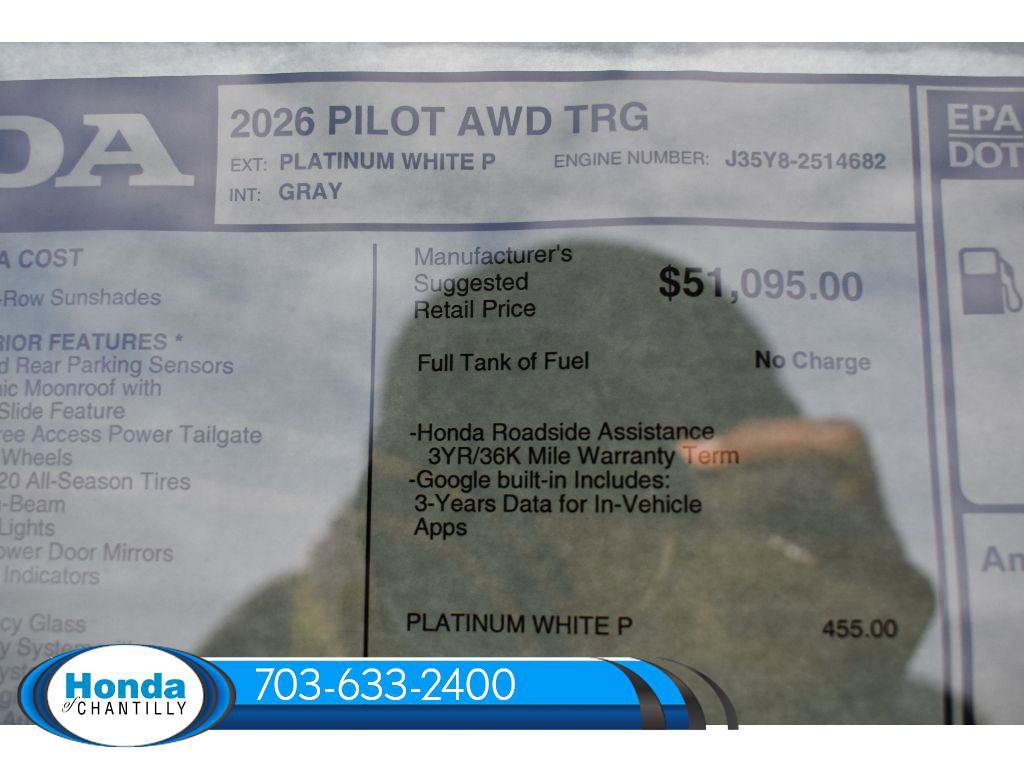 DA
2026 PILOT AWD TRG
EXT: PLATINUM WHITE P ENGINE NUMBER: J35Y8-2514682
INT: GRAY
EPA
DOT
A COST
-Row Sunshades
RIOR FEATURES *
d Rear Parking Sensors
ic Moonroof with
Slide Feature
ree Access Power Tailgate
Wheels
20 All-Season Tires
-Beam
Lights
ower Door Mirrors
Indicators
cy Glass
Manufacturer's
Suggested
Retail Price
$51,095.00
Full Tank of Fuel No Charge
-Honda Roadside Assistance
3YR/36K Mile Warranty Term
-Google built-in Includes:
3-Years Data for In-Vehicle
Apps
PLATINUM WHITE P 455.00
An
Honda
of CHANTILLY
703-633-2400